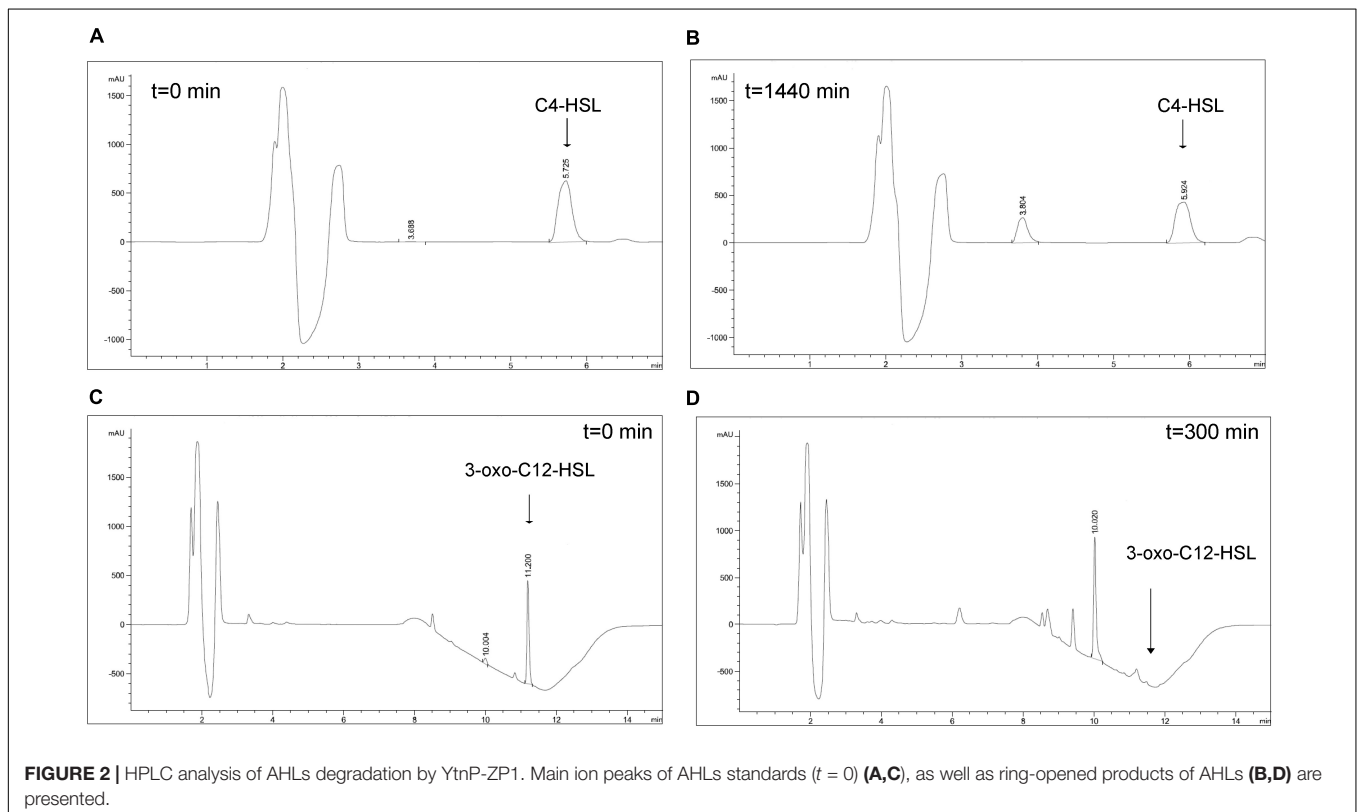 A
mAU
t=0 min
C4-HSL
1500
1000
500
0
-500
-1000
3.688
5.725
1 2 3 4 5 6 min
B
mAU
t=1440 min
C4-HSL
1500
1000
500
0
-500
-1000
3.804
5.924
1 2 3 4 5 6 min
C
mAU
t=0 min
3-oxo-C12-HSL
1500
1000
500
0
-500
10.004
11.200
2 4 6 8 10 12 14 min
D
mAU
t=300 min
3-oxo-C12-HSL
1500
1000
500
0
-500
10.020
2 4 6 8 10 12 14 min
FIGURE 2 | HPLC analysis of AHLs degradation by YtnP-ZP1. Main ion peaks of AHLs standards (t = 0) (A,C), as well as ring-opened products of AHLs (B,D) are
presented.